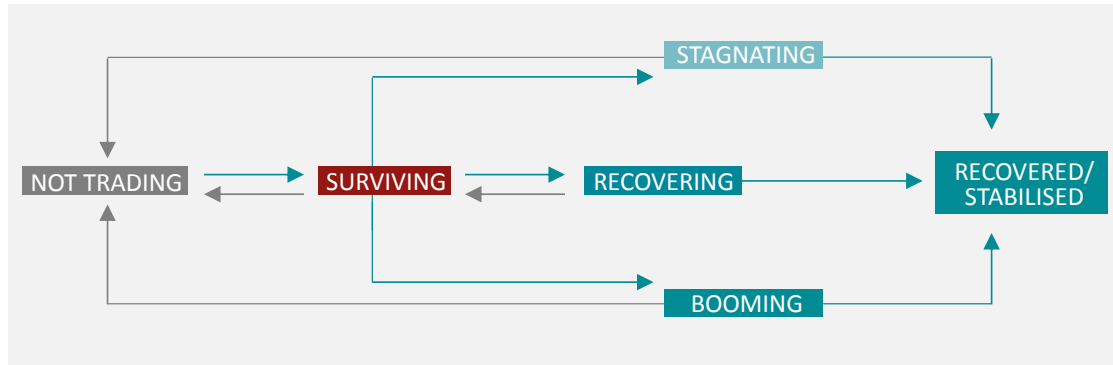 STAGNATING
NOT TRADING
SURVIVING
RECOVERING
RECOVERED/
STABILISED
BOOMING